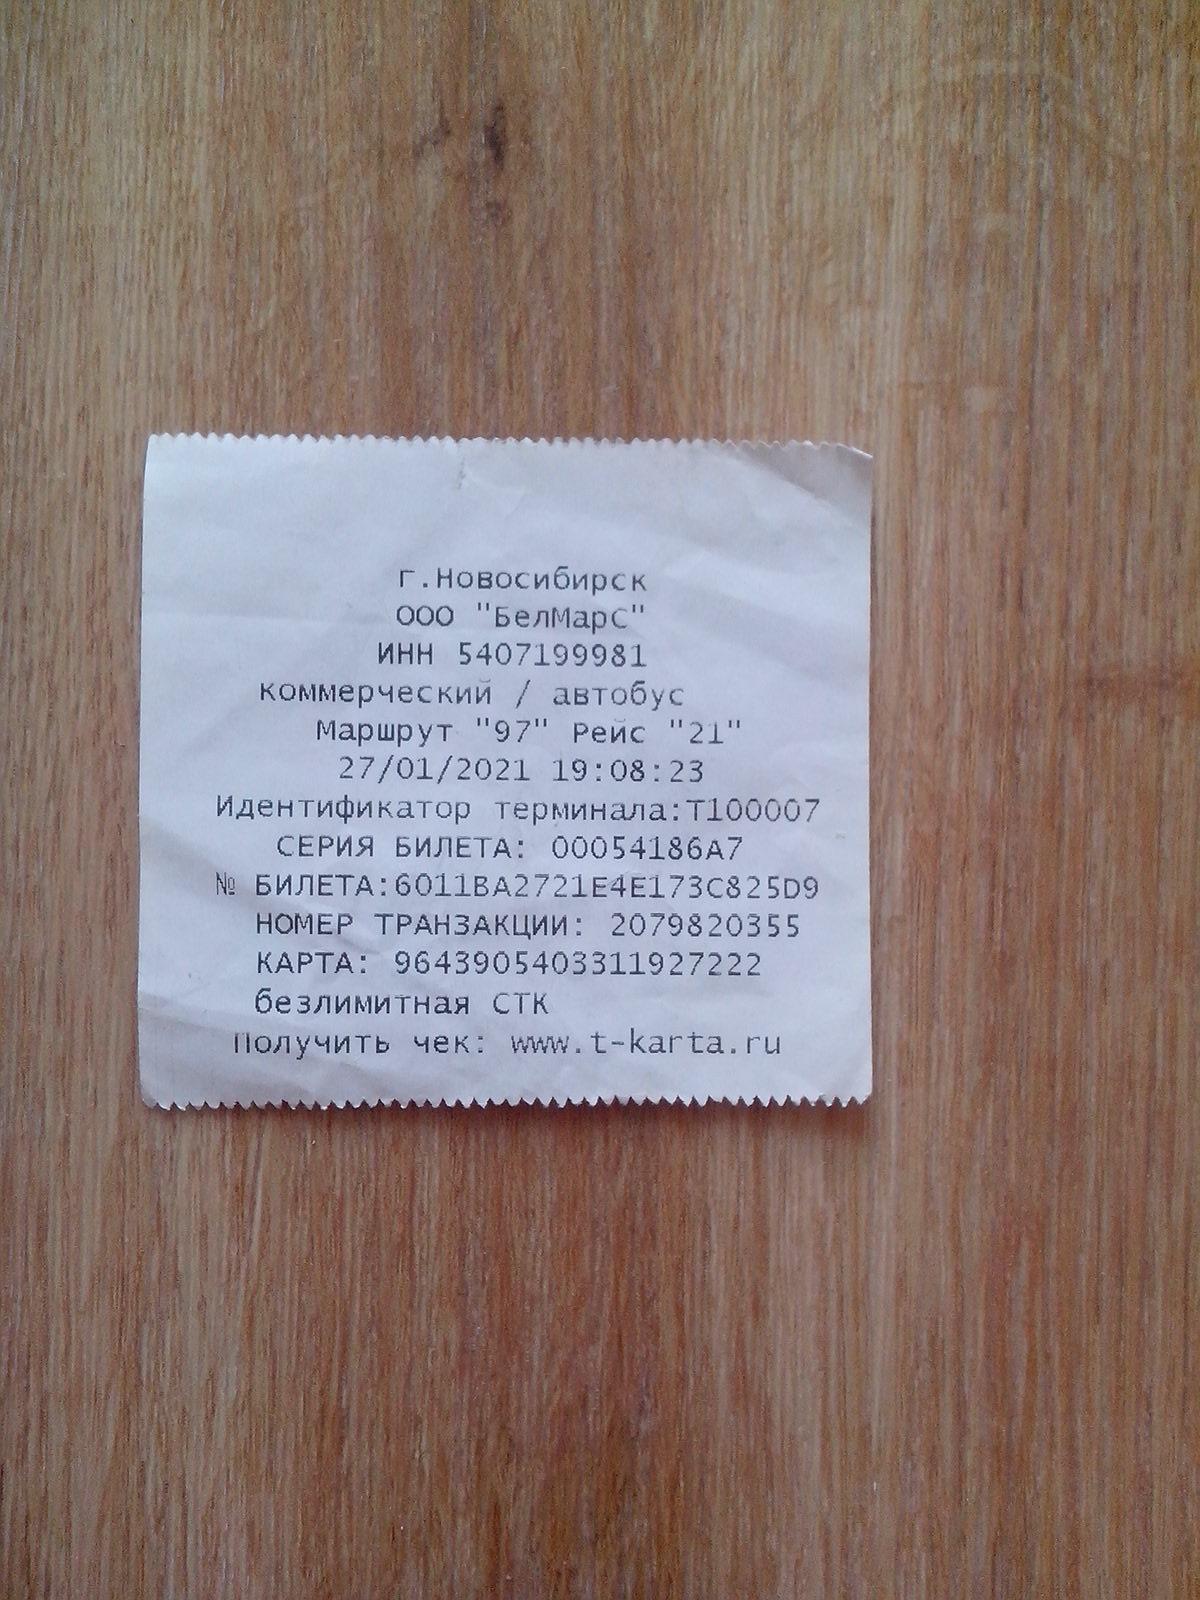 г.Новосибирск
ООО "БелМарС"
ИНН 5407199981
коммерческий / автобус
Маршрут "97" Рейс "21"
27/01/2021 19:08:23
Идентификатор терминала:Т100007
СЕРИЯ БИЛЕТА: 00054186A7
№ БИЛЕТА:6011BA2721E4E173C825D9
НОМЕР ТРАНЗАКЦИИ: 2079820355
КАРТА: 9643905403311927222
безлимитная СТК
Получить чек: www.t-karta.ru